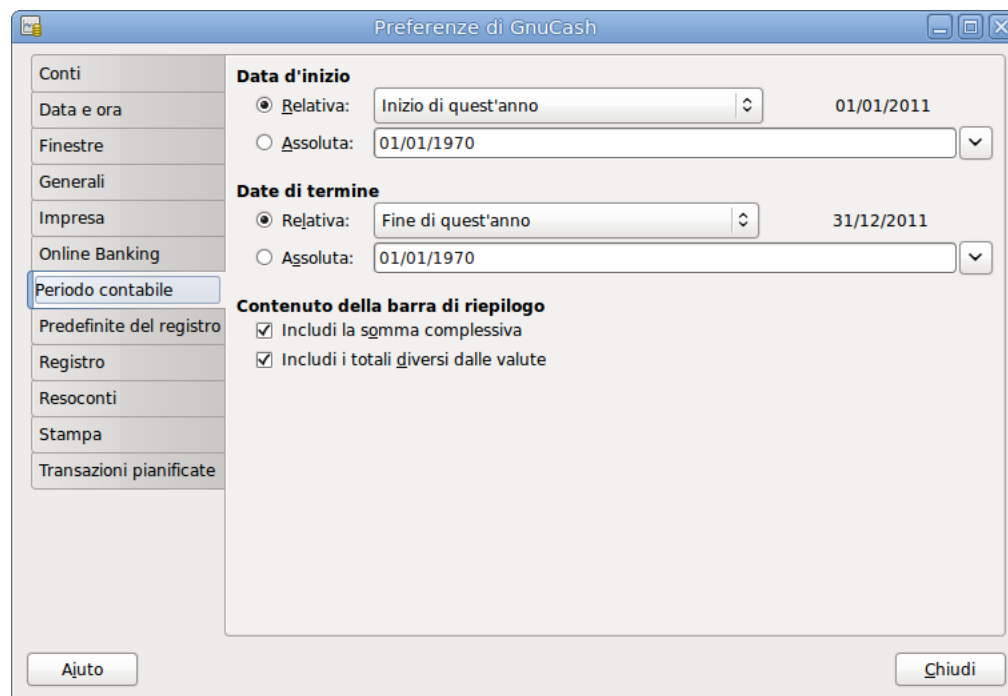 Preferenze di GnuCash
Conti
Data e ora
Finestre
Generali
Impresa
Online Banking
Periodo contabile
Predefinite del registro
Registro
Resoconti
Stampa
Transazioni pianificate
Data d'inizio
Relativa: Inizio di quest'anno 01/01/2011
Assoluta: 01/01/1970
Date di termine
Relativa: Fine di quest'anno 31/12/2011
Assoluta: 01/01/1970
Contenuto della barra di riepilogo
Includi la somma complessiva
Includi i totali diversi dalle valute
Aiuto
Chiudi